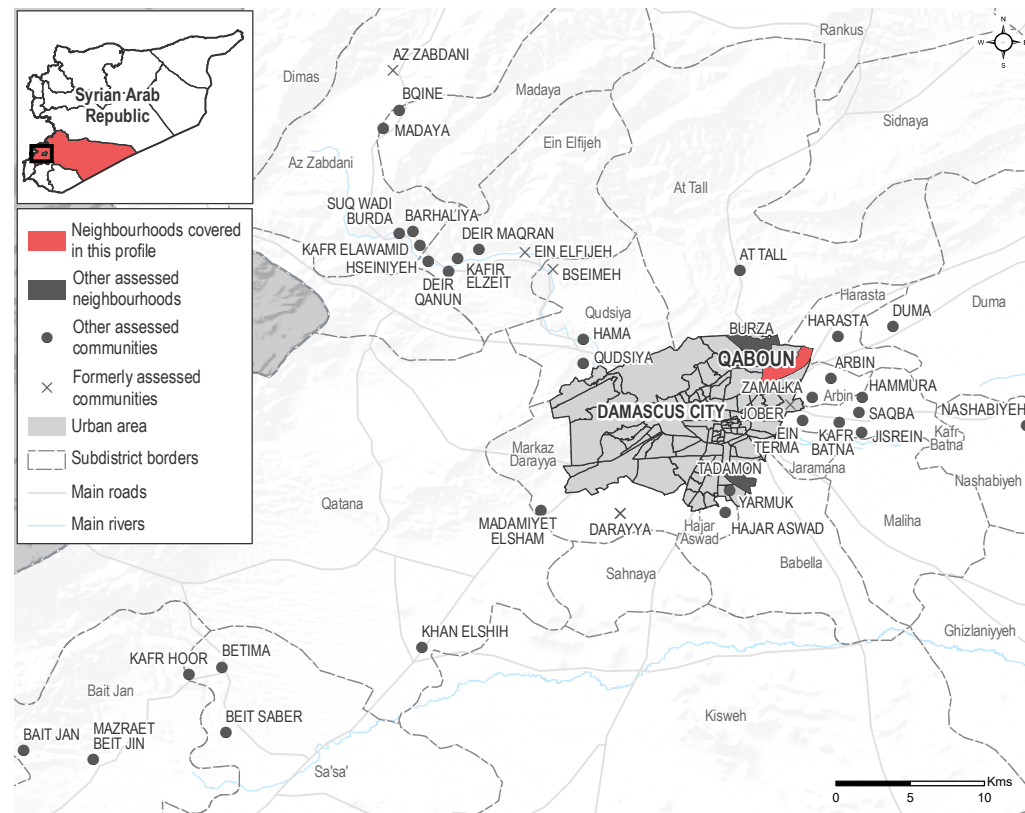 Syrian Arab
Republic
Neighbourhoods covered
in this profile
Other assessed
neighbourhoods
Other assessed
communities
Formerly assessed
communities
Urban area
Subdistrict borders
Main roads
Main rivers
N
W
E
S
Rankus
AZ ZABDANI
Dimas
BQINE
Madaya
MADAYA
Sidnaya
Ein Elfijeh
Az Zabdani
At Tall
SUQ WADI
BURDA
BARHALIYA
DEIR MAQRAN
KAFR ELAWAMID
EIN ELFIJEH
HSEINIYEH
KAFIR
ELZEIT
BSEIMEH
AT TALL
DEIR
QANUN
Harasta
Duma
Qudsiya
DUMA
HARASTA
BURZA
HAMA
QABOUN
QUDSIYA
ARBIN
ZAMALKA
HAMMURA
Arbin
DAMASCUS CITY
JOBER
SAQBA
NASHABIYEH
EIN
TERMA
KAFR
BATNA
JISREIN
Kafr
Batna
Markaz
Darayya
TADAMON
Jaramana
Nashabiyeh
Qatana
YARMUK
MADAMIYET
ELSHAM
DARAYYA
Hajar
Aswad
HAJAR ASWAD
Maliha
Sahnaya
Babella
Ghizlaniyyeh
KHAN ELSHIH
BETIMA
KAFR HOOR
Bait Jan
BEIT SABER
Kisweh
BAIT JAN
MAZRAET
BEIT JIN
Sa'sa'
Kms
0
5
10